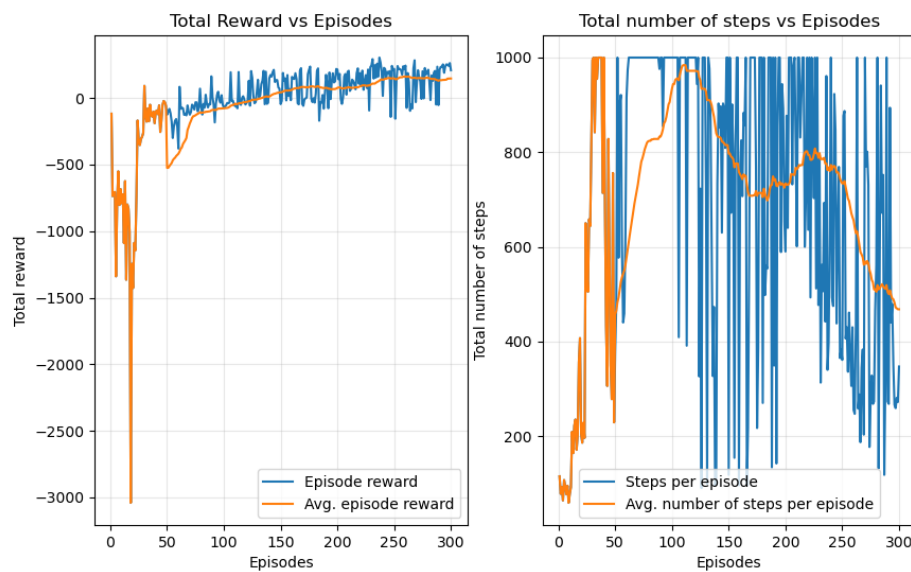 Total Reward vs Episodes
Total reward
0
−500
−1000
−1500
−2000
−2500
−3000
0 50 100 150 200 250 300
Episodes
Episode reward
Avg. episode reward
Total number of steps vs Episodes
Total number of steps
1000
800
600
400
200
0 50 100 150 200 250 300
Episodes
Steps per episode
Avg. number of steps per episode